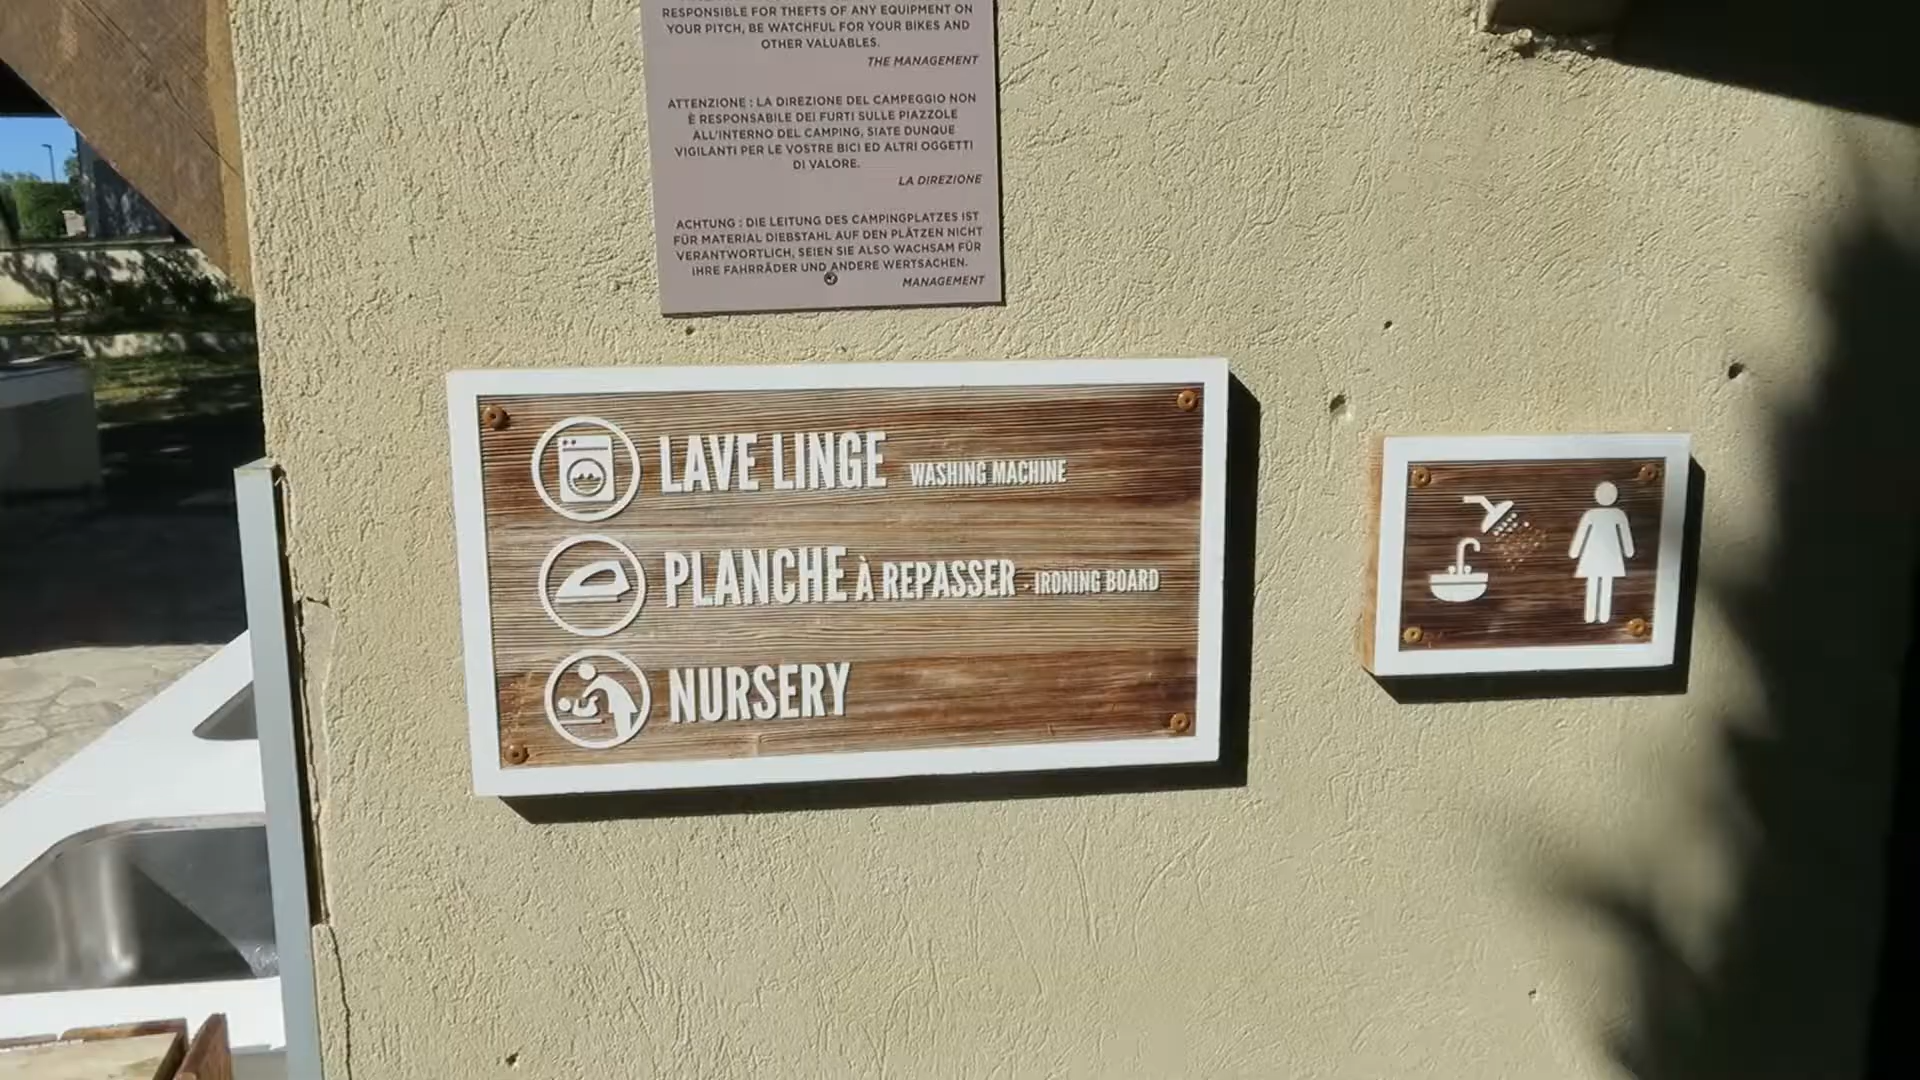 RESPONSIBLE FOR THEFTS OF ANY EQUIPMENT ON
YOUR PITCH, BE WATCHFUL FOR YOUR BIKES AND
OTHER VALUABLES.
THE MANAGEMENT
ATTENZIONE : LA DIREZIONE DEL CAMPEGGIO NON
È RESPONSABILE DEI FURTI SULLE PIAZZOLE
ALL'INTERNO DEL CAMPING, SIATE DUNQUE
VIGILANTI PER LE VOSTRE BICI ED ALTRI OGGETTI
DI VALORE.
LA DIREZIONE
ACHTUNG : DIE LEITUNG DES CAMPINGPLATZES IST
FÜR MATERIAL DIEBSTAHL AUF DEN PLÄTZEN NICHT
VERANTWORTLICH, SEIEN SIE ALSO WACHSAM FÜR
IHRE FAHRRÄDER UND ANDERE WERTSACHEN.
MANAGEMENT
LAVE LINGE WASHING MACHINE
PLANCHE À REPASSER - IRONING BOARD
NURSERY